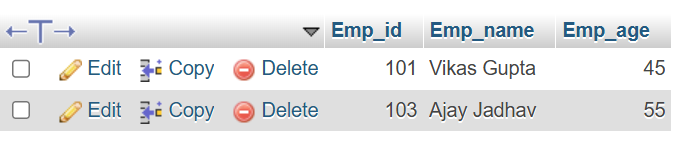 Emp_id Emp_name Emp_age
Edit Copy Delete 101 Vikas Gupta 45
Edit Copy Delete 103 Ajay Jadhav 55